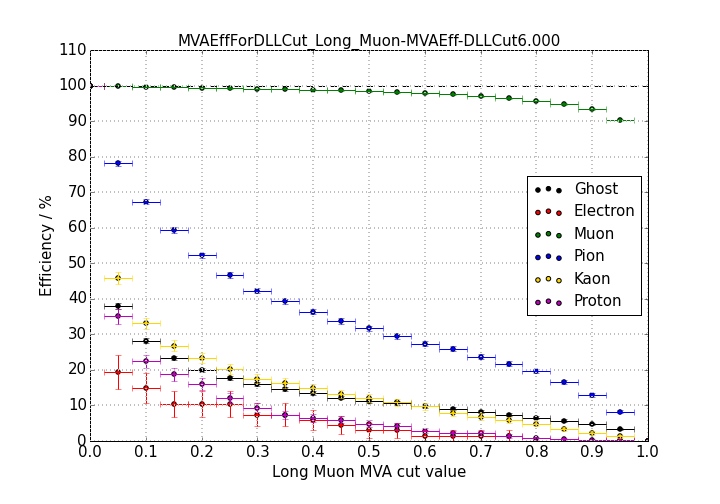 MVAEffForDLLCut_Long_Muon-MVAEff-DLLCut6.000
110
100
90
80
70
60
50
40
30
20
10
0
Efficiency / %
Ghost
Electron
Muon
Pion
Kaon
Proton
0.0 0.1 0.2 0.3 0.4 0.5 0.6 0.7 0.8 0.9 1.0
Long Muon MVA cut value